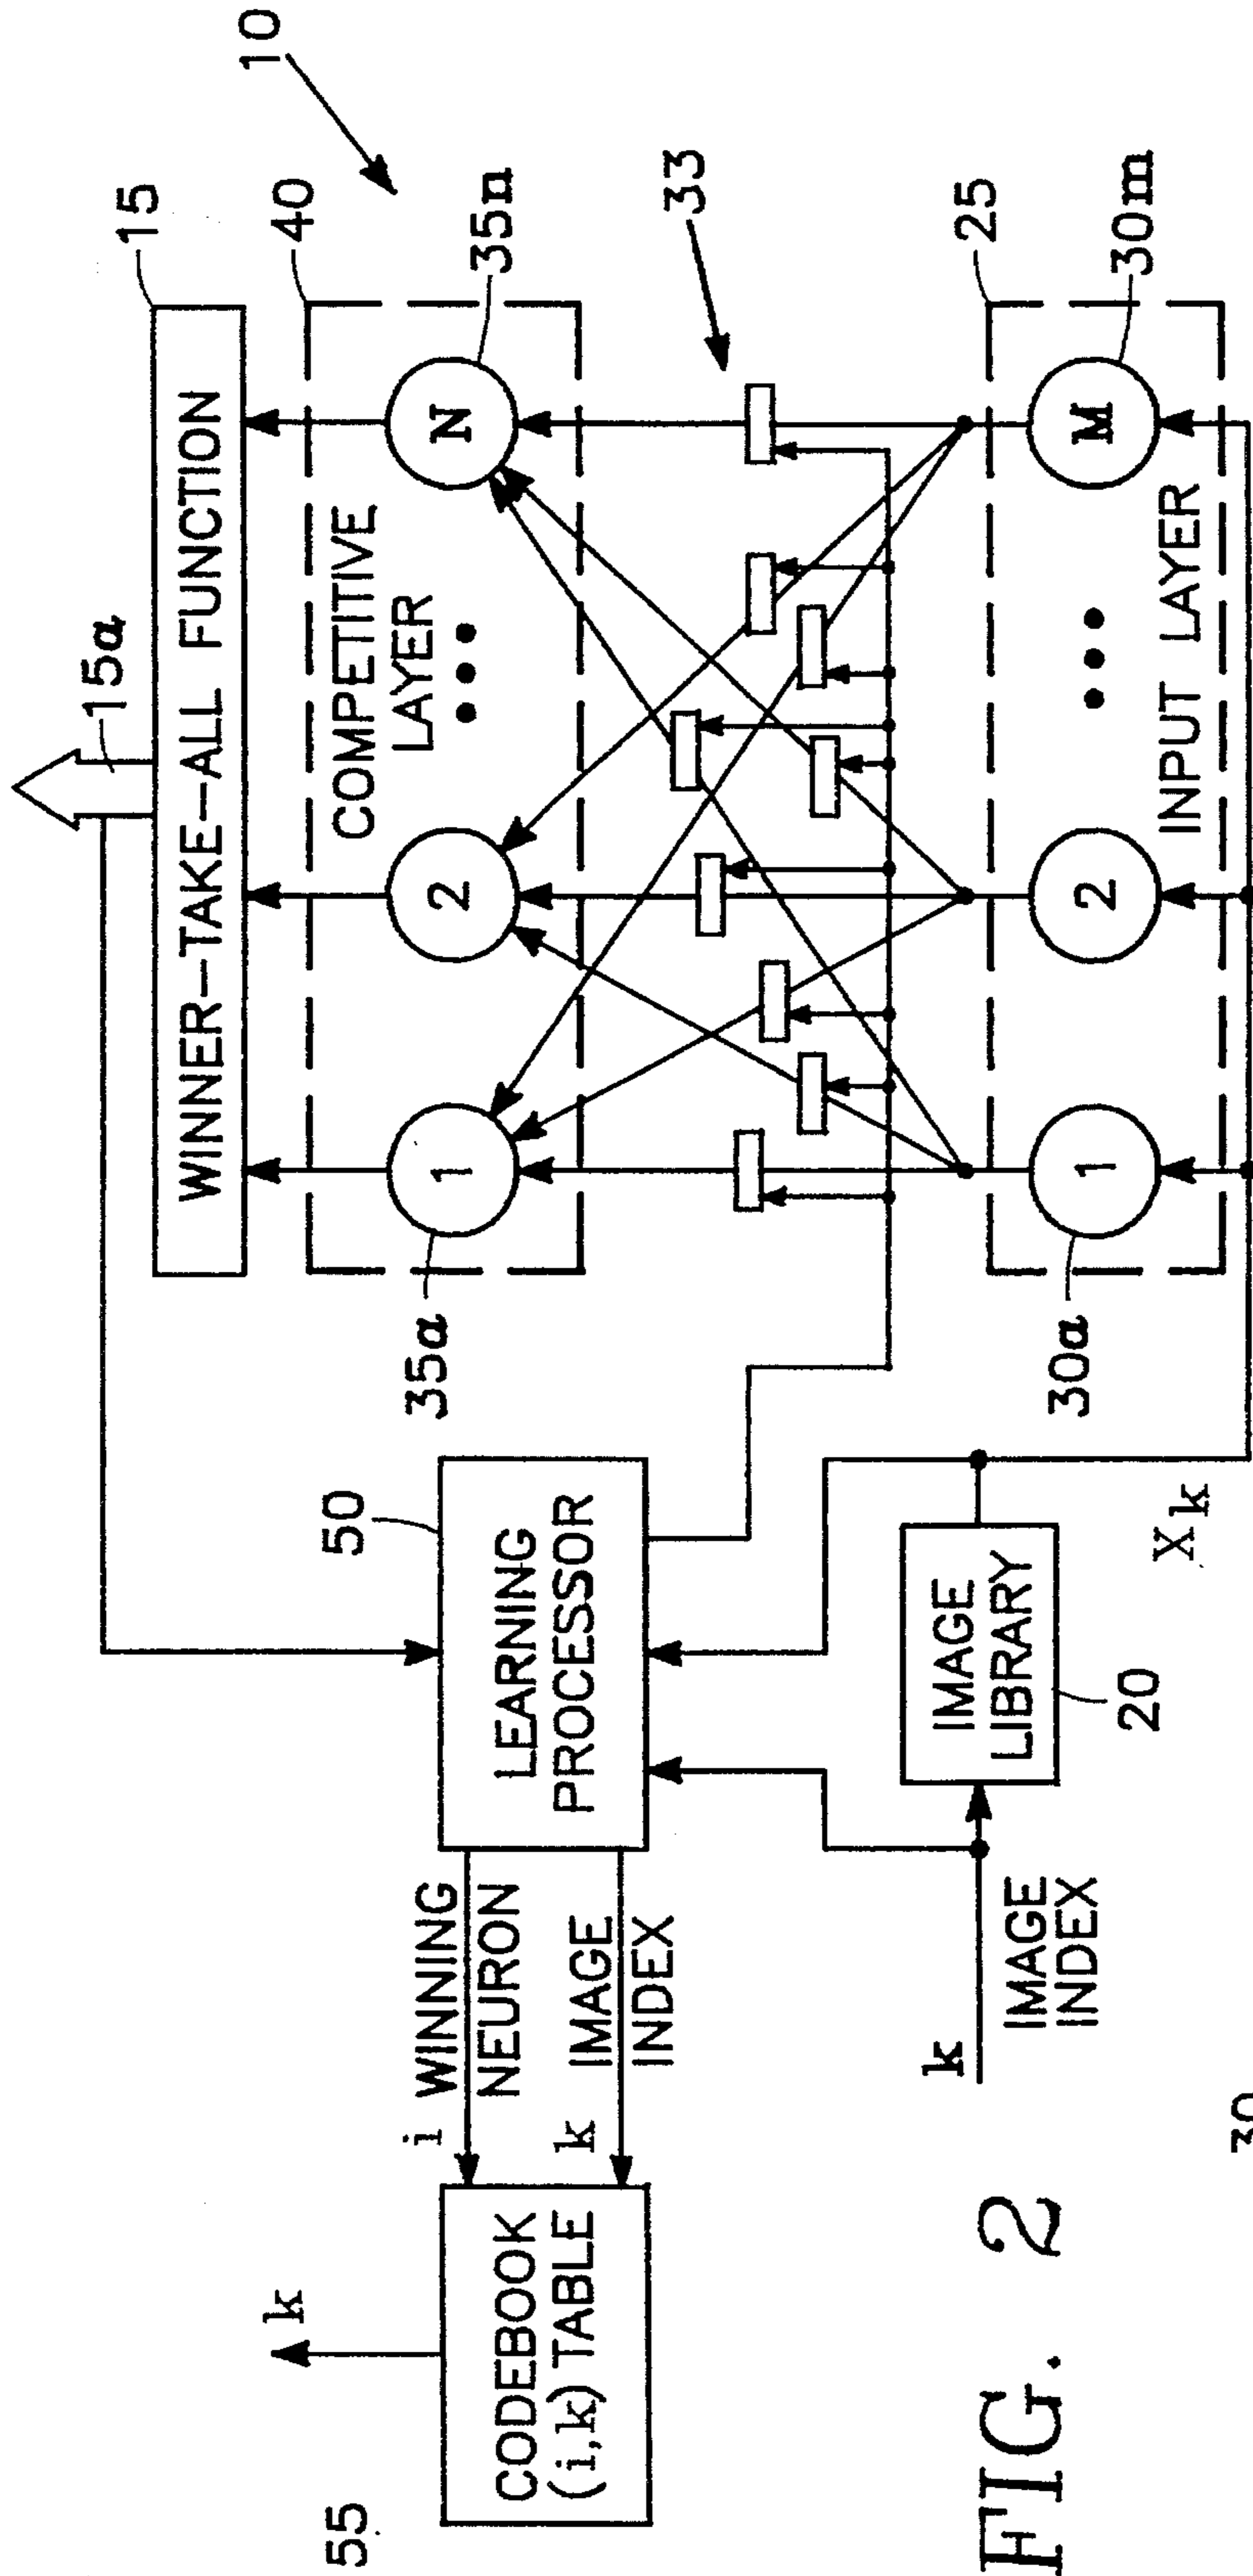 10
15a
15
WINNER—TAKE—ALL FUNCTION
40
COMPETITIVE
LAYER
1
2
•••
N
35a
35n
33
25
1
2
•••
M
INPUT LAYER
30a
30m
50
LEARNING
PROCESSOR
i WINNING
NEURON
k IMAGE
INDEX
k
CODEBOOK
(i,k) TABLE
55
IMAGE
LIBRARY
20
Xk
k
IMAGE
INDEX
FIG. 2